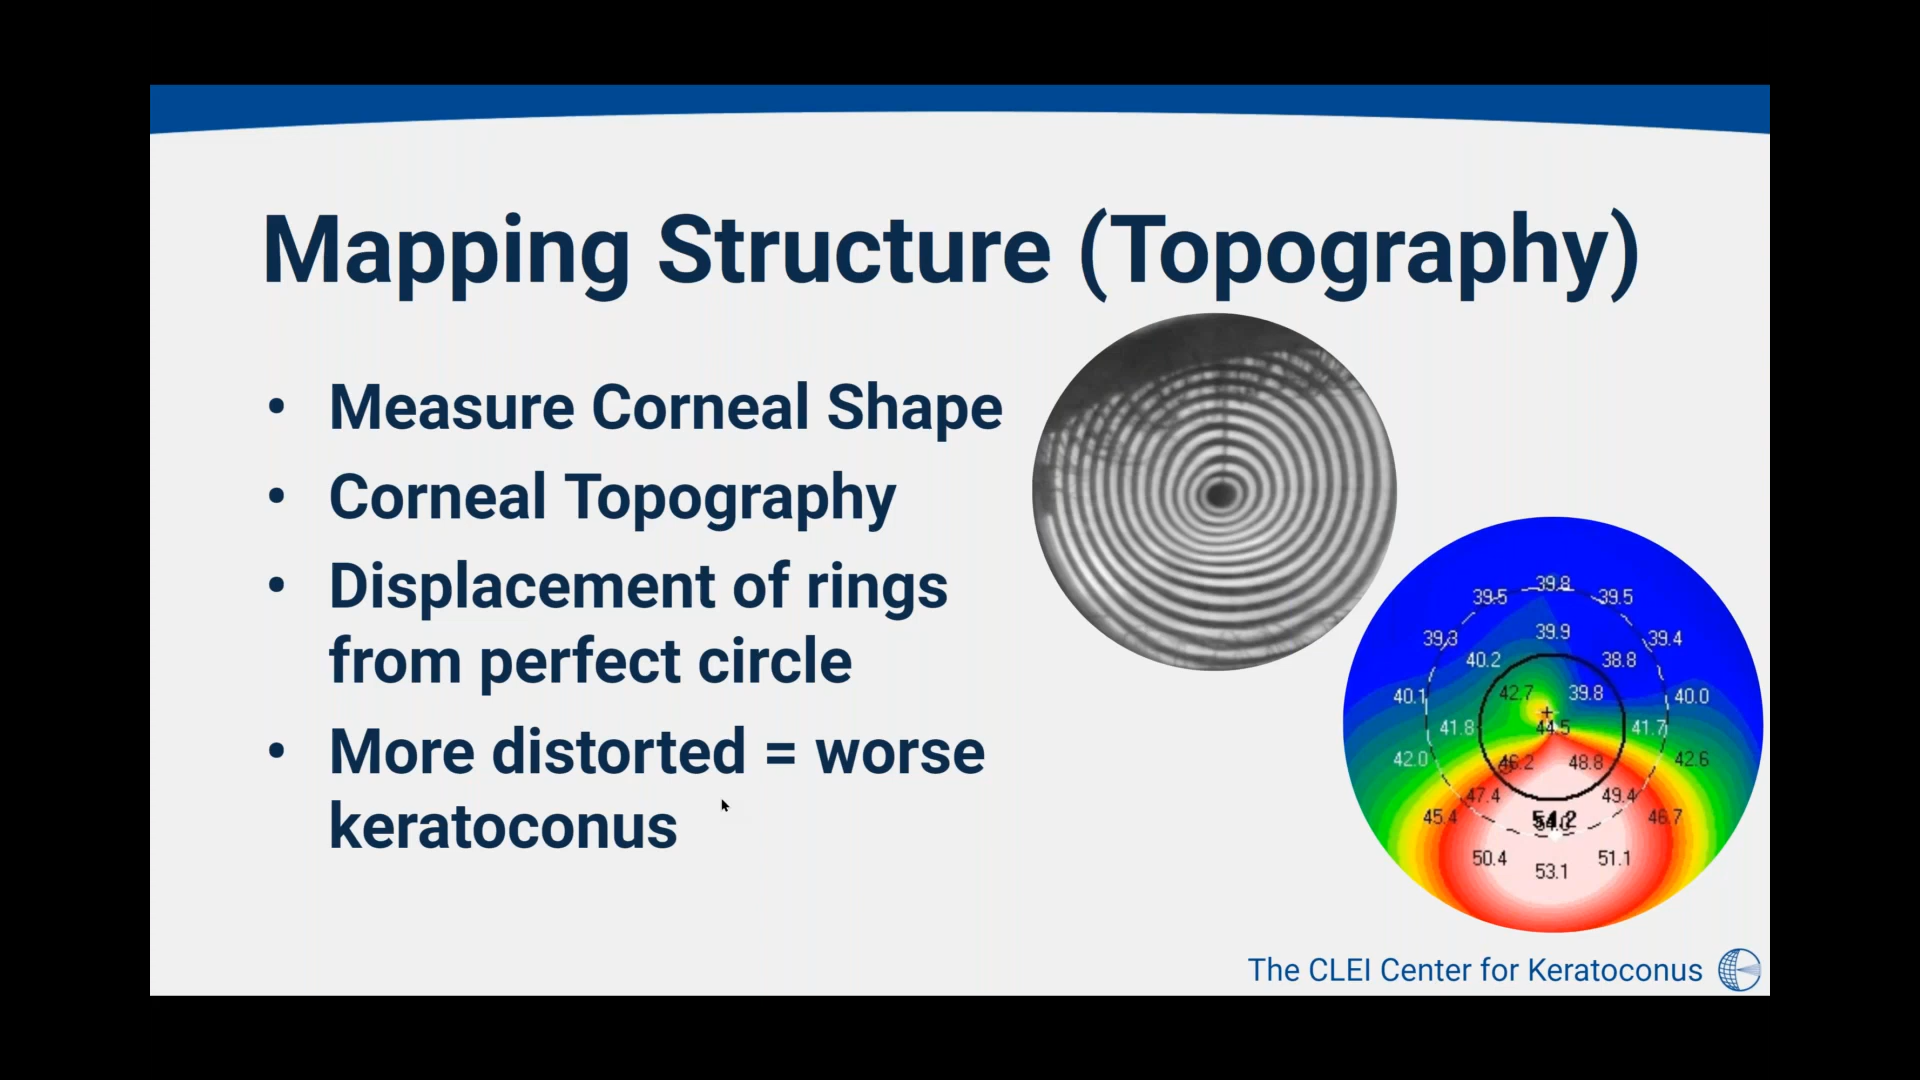 Mapping Structure (Topography)
• Measure Corneal Shape
• Corneal Topography
• Displacement of rings
from perfect circle
• More distorted = worse
keratoconus
39.8
39.5 39.5
39.3 39.9 39.4
40.2 38.8
40.1 42.7 39.8 40.0
41.8 44.5 41.7
42.0 46.2 48.8 42.6
47.4 49.4
45.4 54.2 46.7
50.4 53.1 51.1
The CLEI Center for Keratoconus